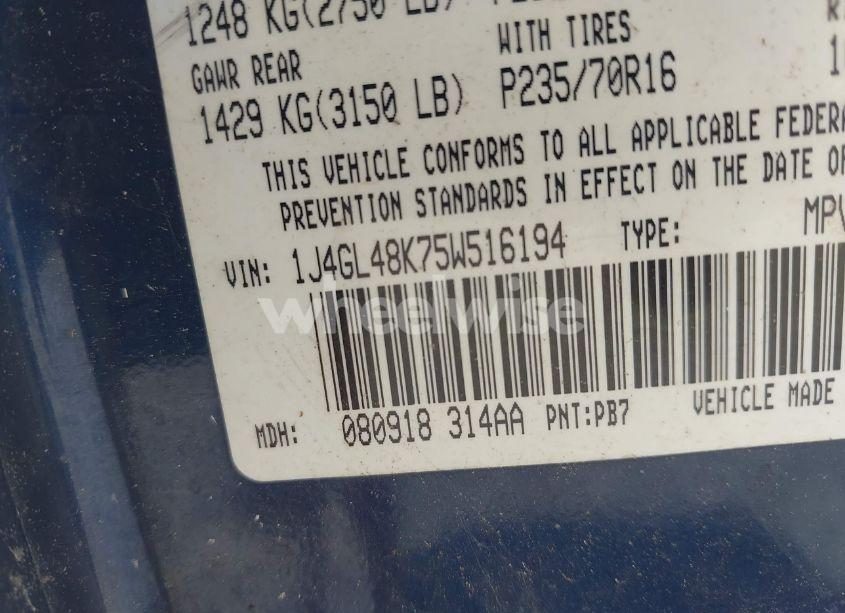 1248 KG(2750 LB)
WITH TIRES
GAWR REAR
1429 KG(3150 LB) P235/70R16
THIS VEHICLE CONFORMS TO ALL APPLICABLE FEDERA
PREVENTION STANDARDS IN EFFECT ON THE DATE OF
VIN: 1J4GL48K75W516194 TYPE: MPV
wheelwise
MDH: 080918 314AA PNT:PB7 VEHICLE MADE